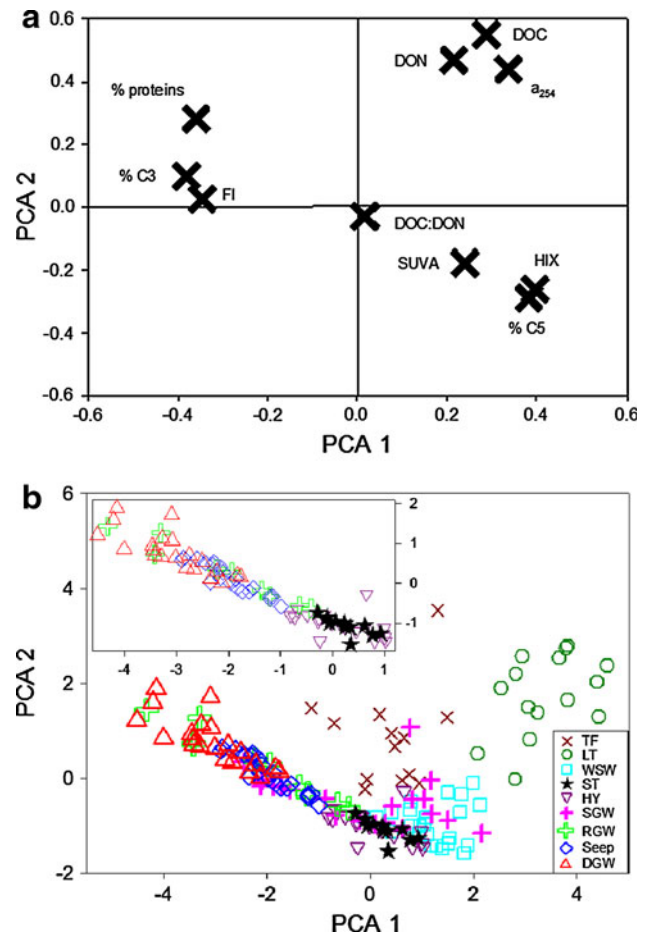 a
0.6
0.4
0.2
0.0
-0.2
-0.4
-0.6
PCA 2
DOC
DON
a254
% proteins
% C3
FI
DOC:DON
SUVA
HIX
% C5
-0.6 -0.4 -0.2 0.0 0.2 0.4 0.6
PCA 1
b
6
4
2
0
-2
PCA 2
2
1
0
-1
-4 -3 -2 -1 0 1
TF
LT
WSW
ST
HY
SGW
RGW
Seep
DGW
-4 -2 0 2 4
PCA 1